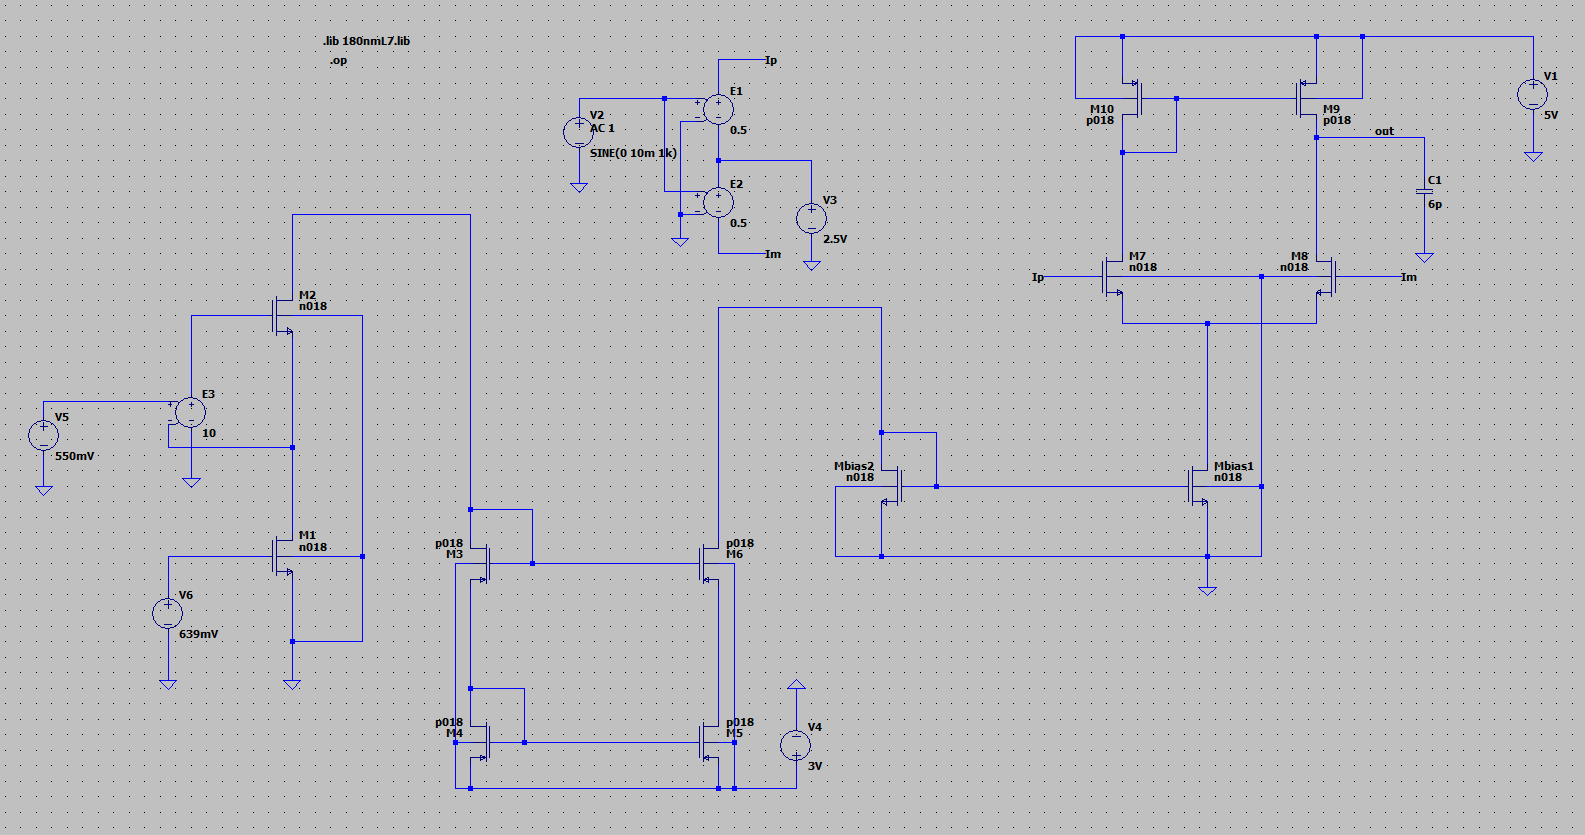 .lib 180nmL7.lib
.op
Ip
E1
0.5
V2
AC 1
SINE(0 10m 1k)
E2
0.5
V3
2.5V
Im
M10
p018
M9
p018
V1
5V
out
C1
6p
M7
n018
M8
n018
Ip
Im
M2
n018
E3
10
V5
550mV
Mbias2
n018
Mbias1
n018
M1
n018
p018
M3
p018
M6
V6
639mV
p018
M4
p018
M5
V4
3V